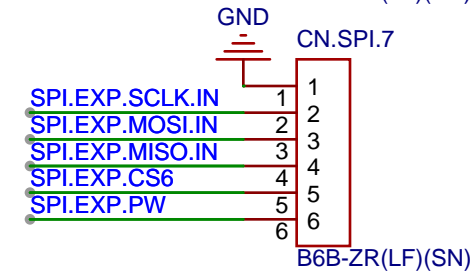 GND
CN.SPI.7
1
SPI.EXP.SCLK.IN 1 2
SPI.EXP.MOSI.IN 2 3
SPI.EXP.MISO.IN 3 4
SPI.EXP.CS6 4 5
SPI.EXP.PW 5 6
6
B6B-ZR(LF)(SN)